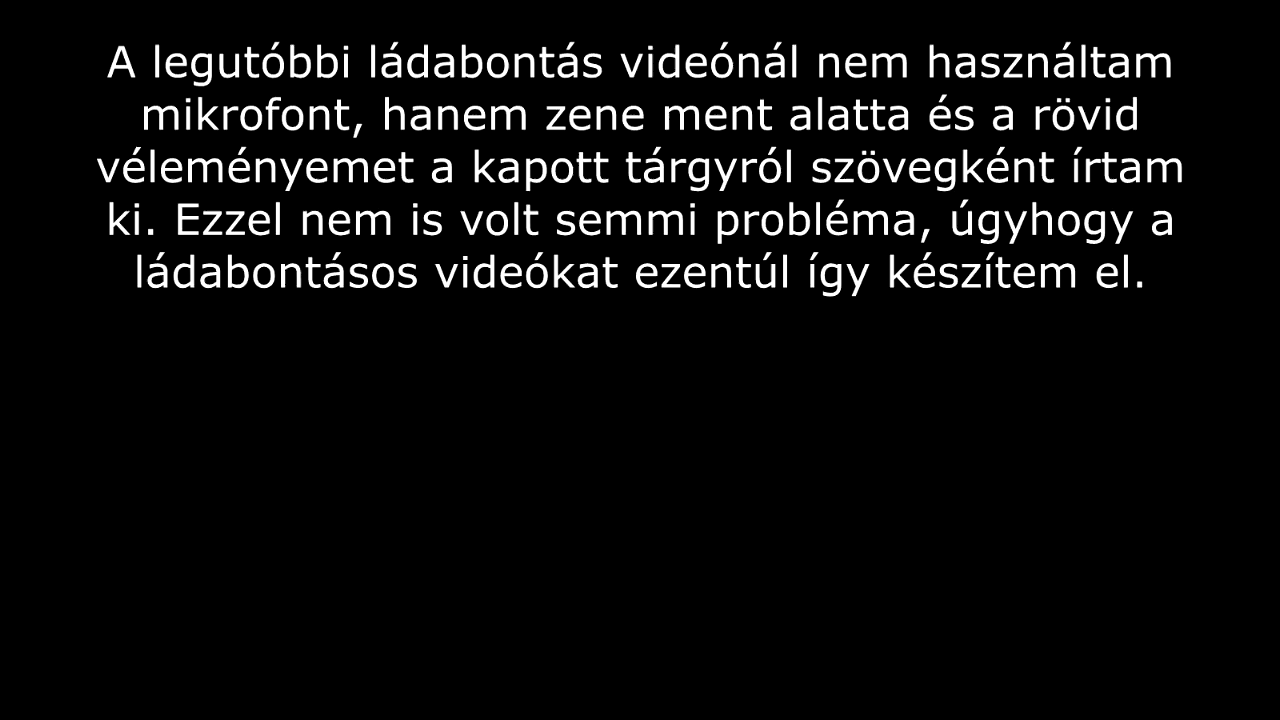 A legutóbbi ládabontás videónál nem használtam
mikrofont, hanem zene ment alatta és a rövid
véleményemet a kapott tárgyról szövegként írtam
ki. Ezzel nem is volt semmi probléma, úgyhogy a
ládabontásos videókat ezentúl így készítem el.